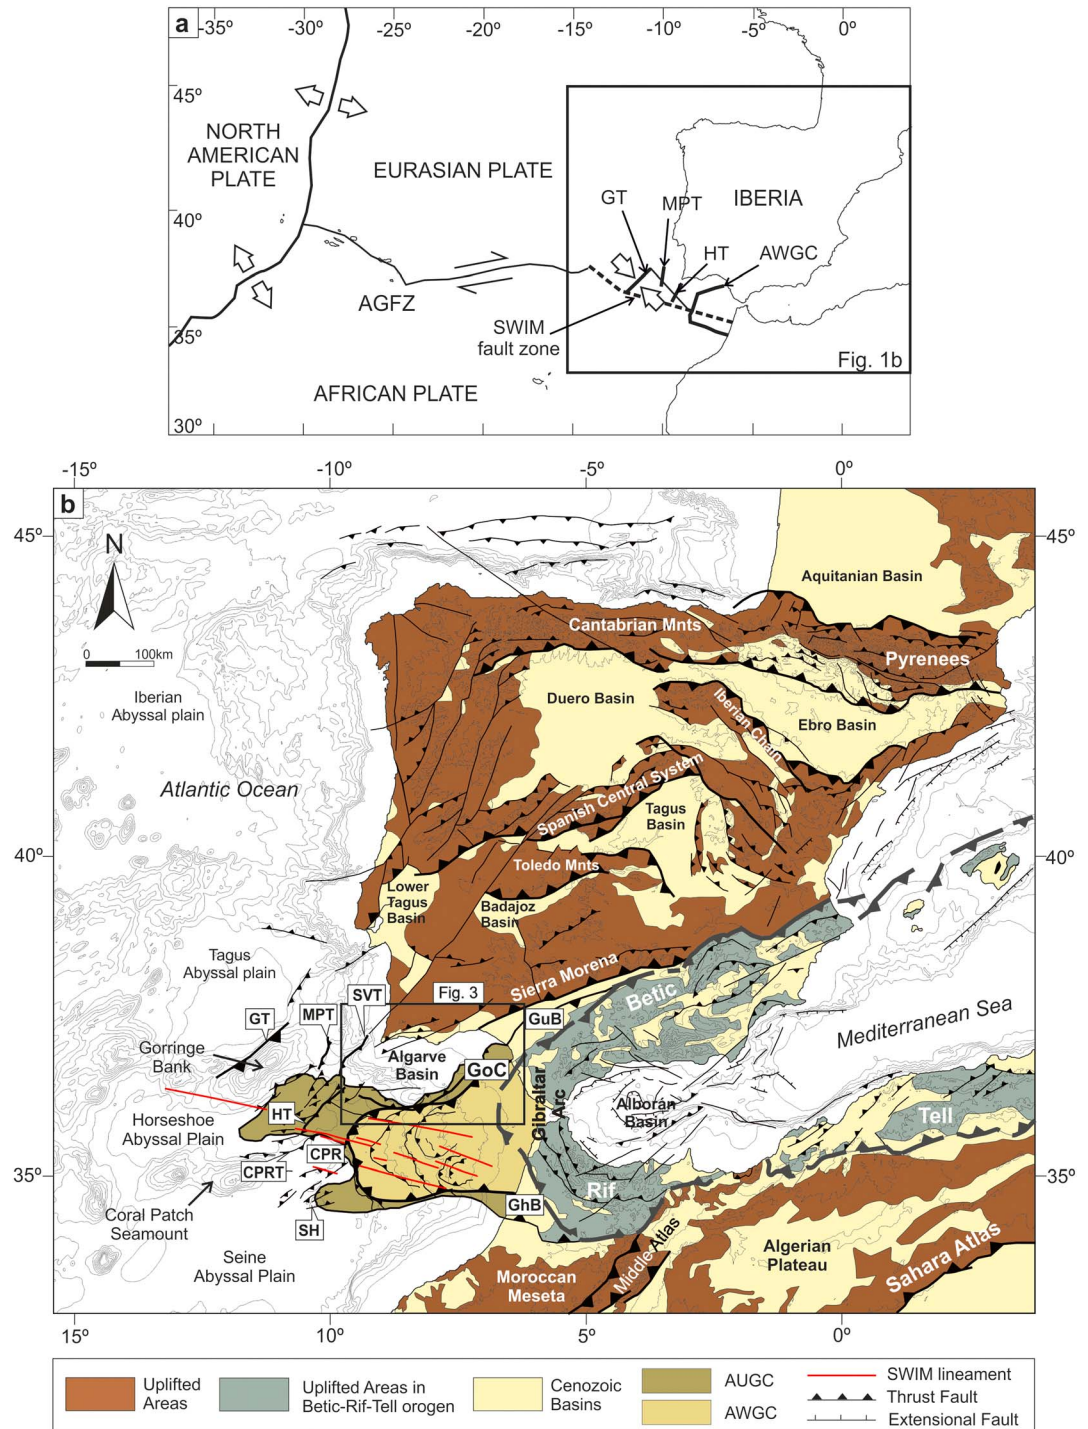 a
-35º
-30º
-25º
-20º
-15º
-10º
-5º
0º
45º
40º
35º
30º
NORTH
AMERICAN
PLATE
EURASIAN PLATE
IBERIA
GT
MPT
HT
AWGC
AGFZ
SWIM
fault zone
AFRICAN PLATE
Fig. 1b
-15º
-10º
-5º
0º
b
45º
45º
N
0
100km
Aquitanian Basin
Cantabrian Mnts
Pyrenees
Iberian
Abyssal plain
Duero Basin
Iberian Chain
Ebro Basin
Atlantic Ocean
Spanish Central System
Tagus
Basin
40º
40º
Toledo Mnts
Lower
Tagus
Basin
Badajoz
Basin
Tagus
Abyssal plain
Sierra Morena
SVT
Fig. 3
Betic
GT
MPT
GuB
Mediterranean Sea
Gorringe
Bank
Algarve
Basin
GoC
Gibraltar
Arc
Alborán
Basin
Tell
HT
Horseshoe
Abyssal Plain
CPR
CPRT
35º
35º
Rif
Coral Patch
Seamount
SH
GhB
Seine
Abyssal Plain
Middle Atlas
Algerian
Plateau
Sahara Atlas
Moroccan
Meseta
15º
10º
5º
0º
Uplifted
Areas
Uplifted Areas in
Betic-Rif-Tell orogen
Cenozoic
Basins
AUGC
AWGC
SWIM lineament
Thrust Fault
Extensional Fault